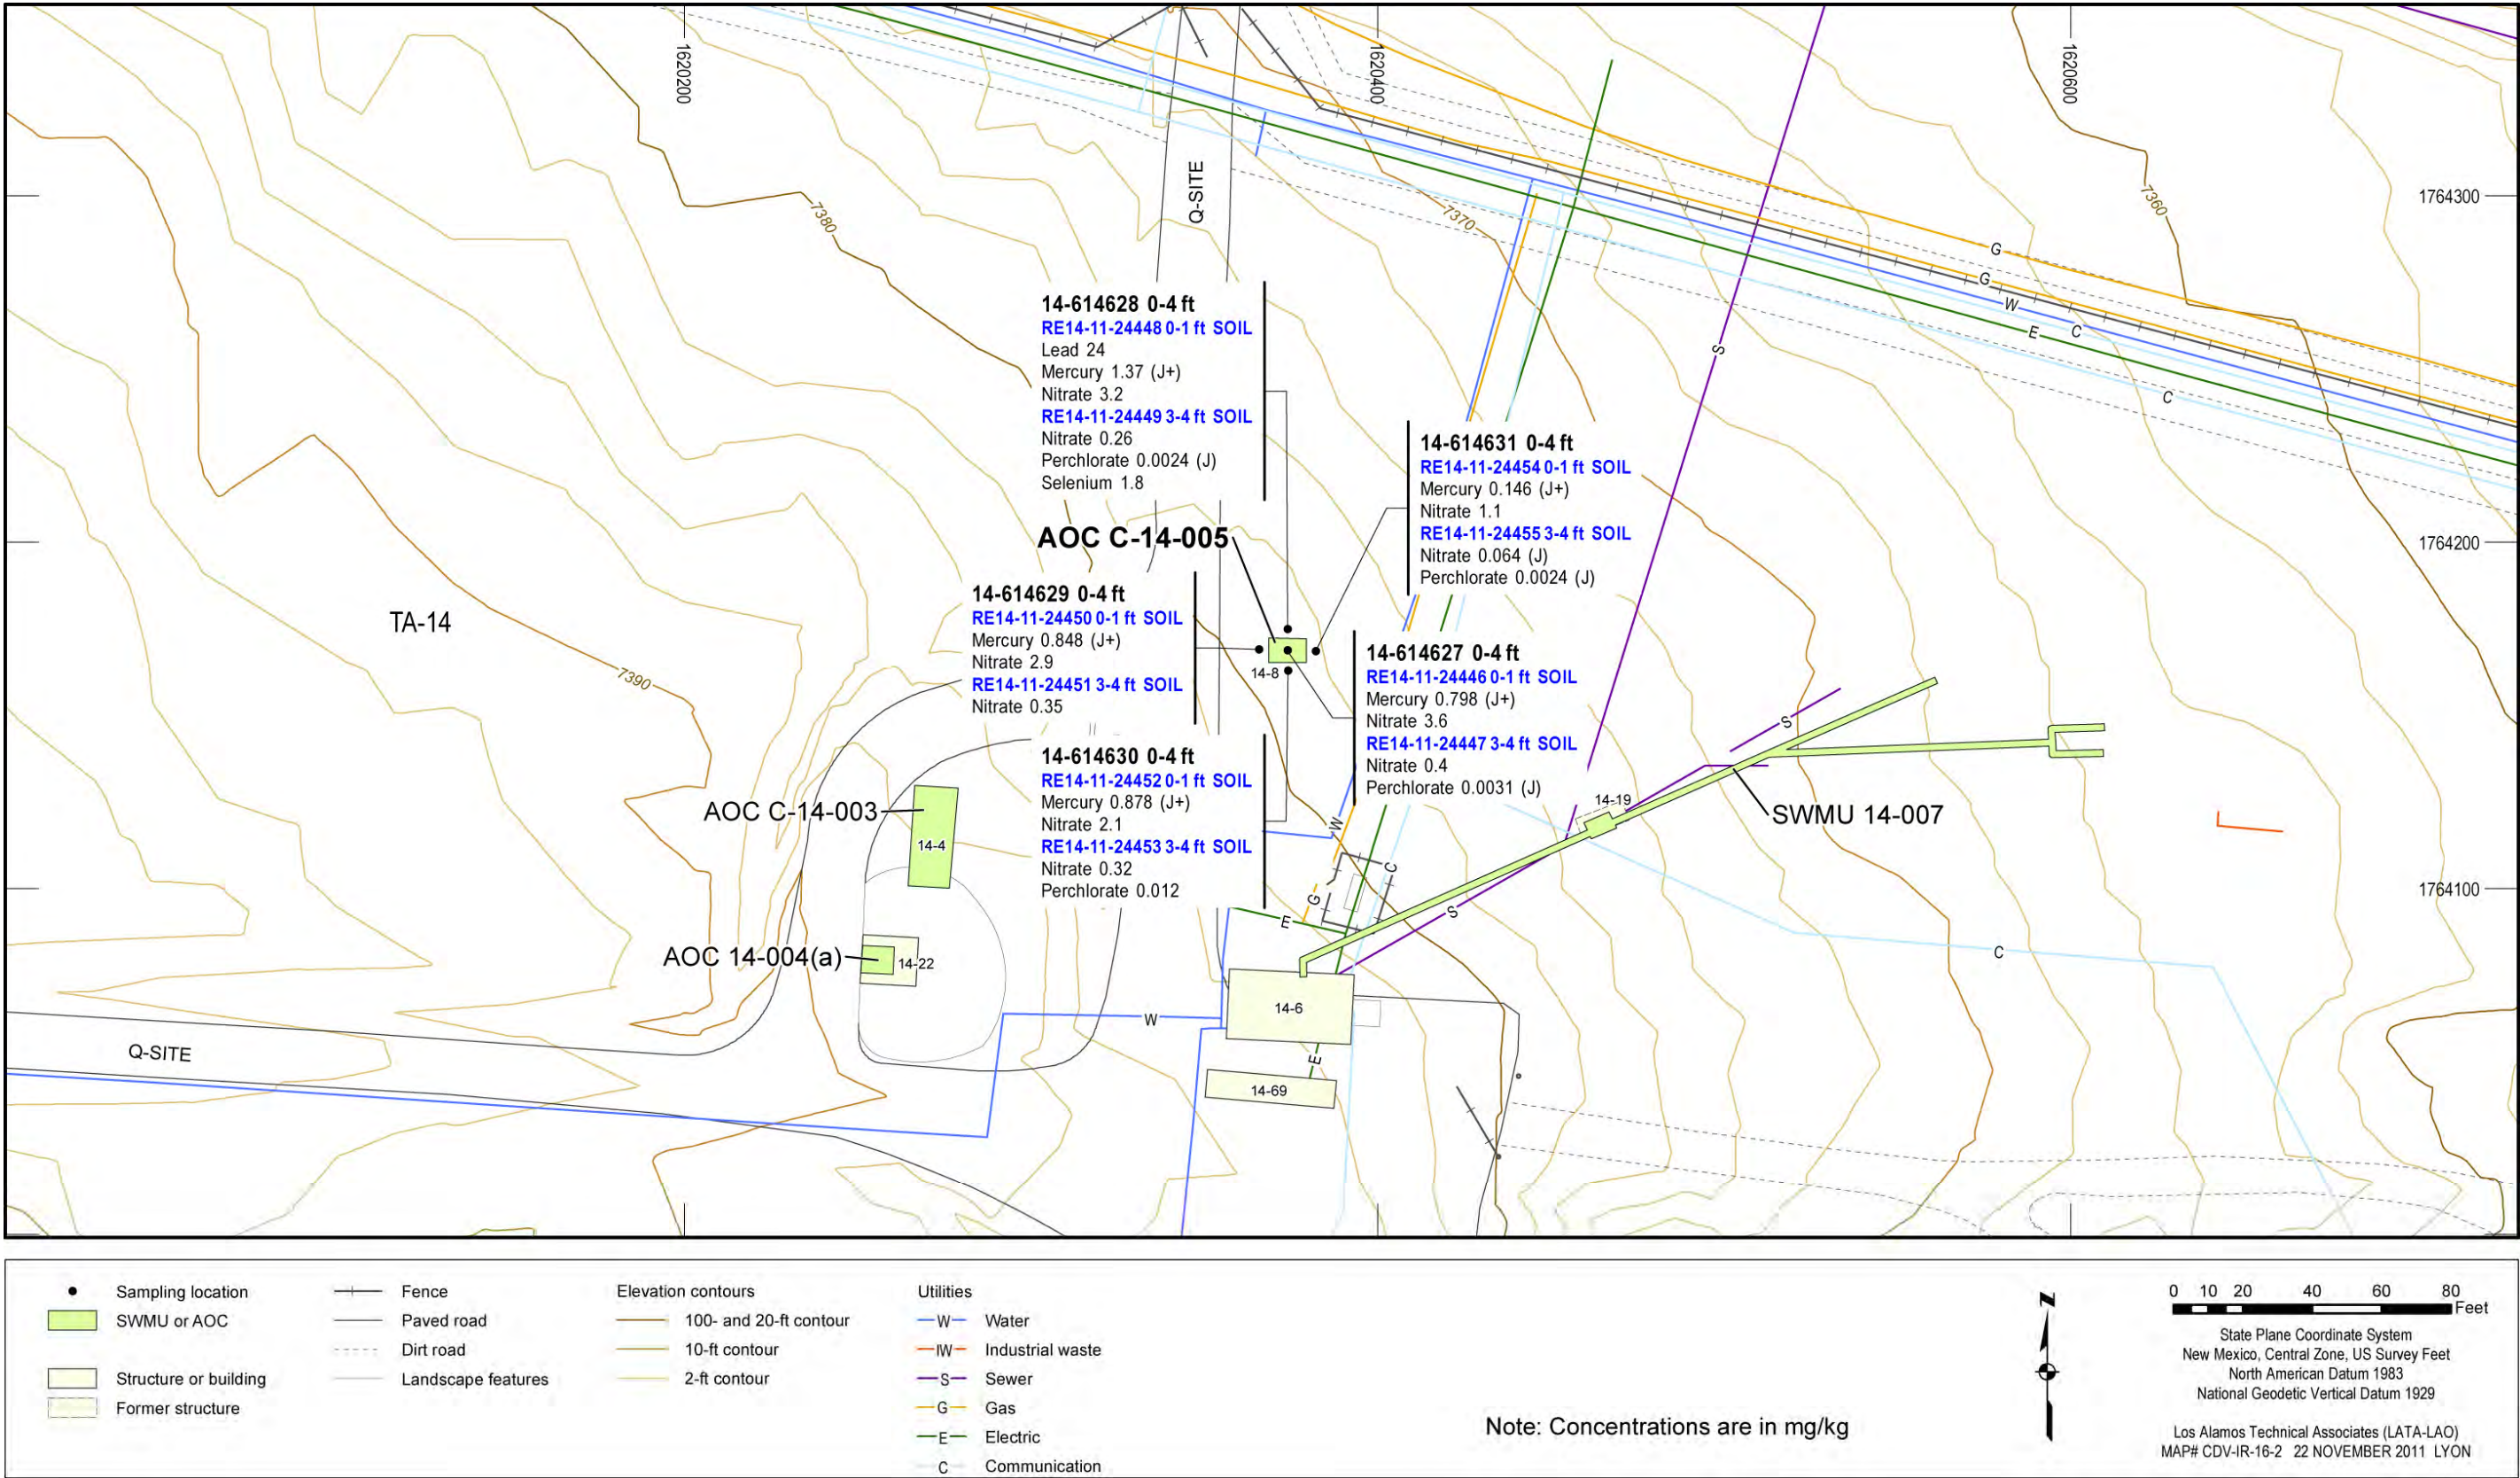 1620200
1620400
1620600
Q-SITE
7380
7370
7360
1764300
G
G
W
C
E
C
S
14-614628 0-4 ft
RE14-11-24448 0-1 ft SOIL
Lead 24
Mercury 1.37 (J+)
Nitrate 3.2
RE14-11-24449 3-4 ft SOIL
Nitrate 0.26
Perchlorate 0.0024 (J)
Selenium 1.8
14-614631 0-4 ft
RE14-11-24454 0-1 ft SOIL
Mercury 0.146 (J+)
Nitrate 1.1
RE14-11-24455 3-4 ft SOIL
Nitrate 0.064 (J)
Perchlorate 0.0024 (J)
AOC C-14-005
1764200
14-614629 0-4 ft
RE14-11-24450 0-1 ft SOIL
Mercury 0.848 (J+)
Nitrate 2.9
RE14-11-24451 3-4 ft SOIL
Nitrate 0.35
TA-14
7390
14-8
14-614627 0-4 ft
RE14-11-24446 0-1 ft SOIL
Mercury 0.798 (J+)
Nitrate 3.6
RE14-11-24447 3-4 ft SOIL
Nitrate 0.4
Perchlorate 0.0031 (J)
14-614630 0-4 ft
RE14-11-24452 0-1 ft SOIL
Mercury 0.878 (J+)
Nitrate 2.1
RE14-11-24453 3-4 ft SOIL
Nitrate 0.32
Perchlorate 0.012
S
14-19
SWMU 14-007
AOC C-14-003
14-4
W
C
G
E
S
1764100
AOC 14-004(a)
14-22
C
14-6
W
E
Q-SITE
14-69
Sampling location
SWMU or AOC
Structure or building
Former structure
Fence
Paved road
Dirt road
Landscape features
Elevation contours
100- and 20-ft contour
10-ft contour
2-ft contour
Utilities
W Water
IW Industrial waste
S Sewer
G Gas
E Electric
C Communication
Note: Concentrations are in mg/kg
N
0 10 20 40 60 80
Feet
State Plane Coordinate System
New Mexico, Central Zone, US Survey Feet
North American Datum 1983
National Geodetic Vertical Datum 1929
Los Alamos Technical Associates (LATA-LAO)
MAP# CDV-IR-16-2 22 NOVEMBER 2011 LYON